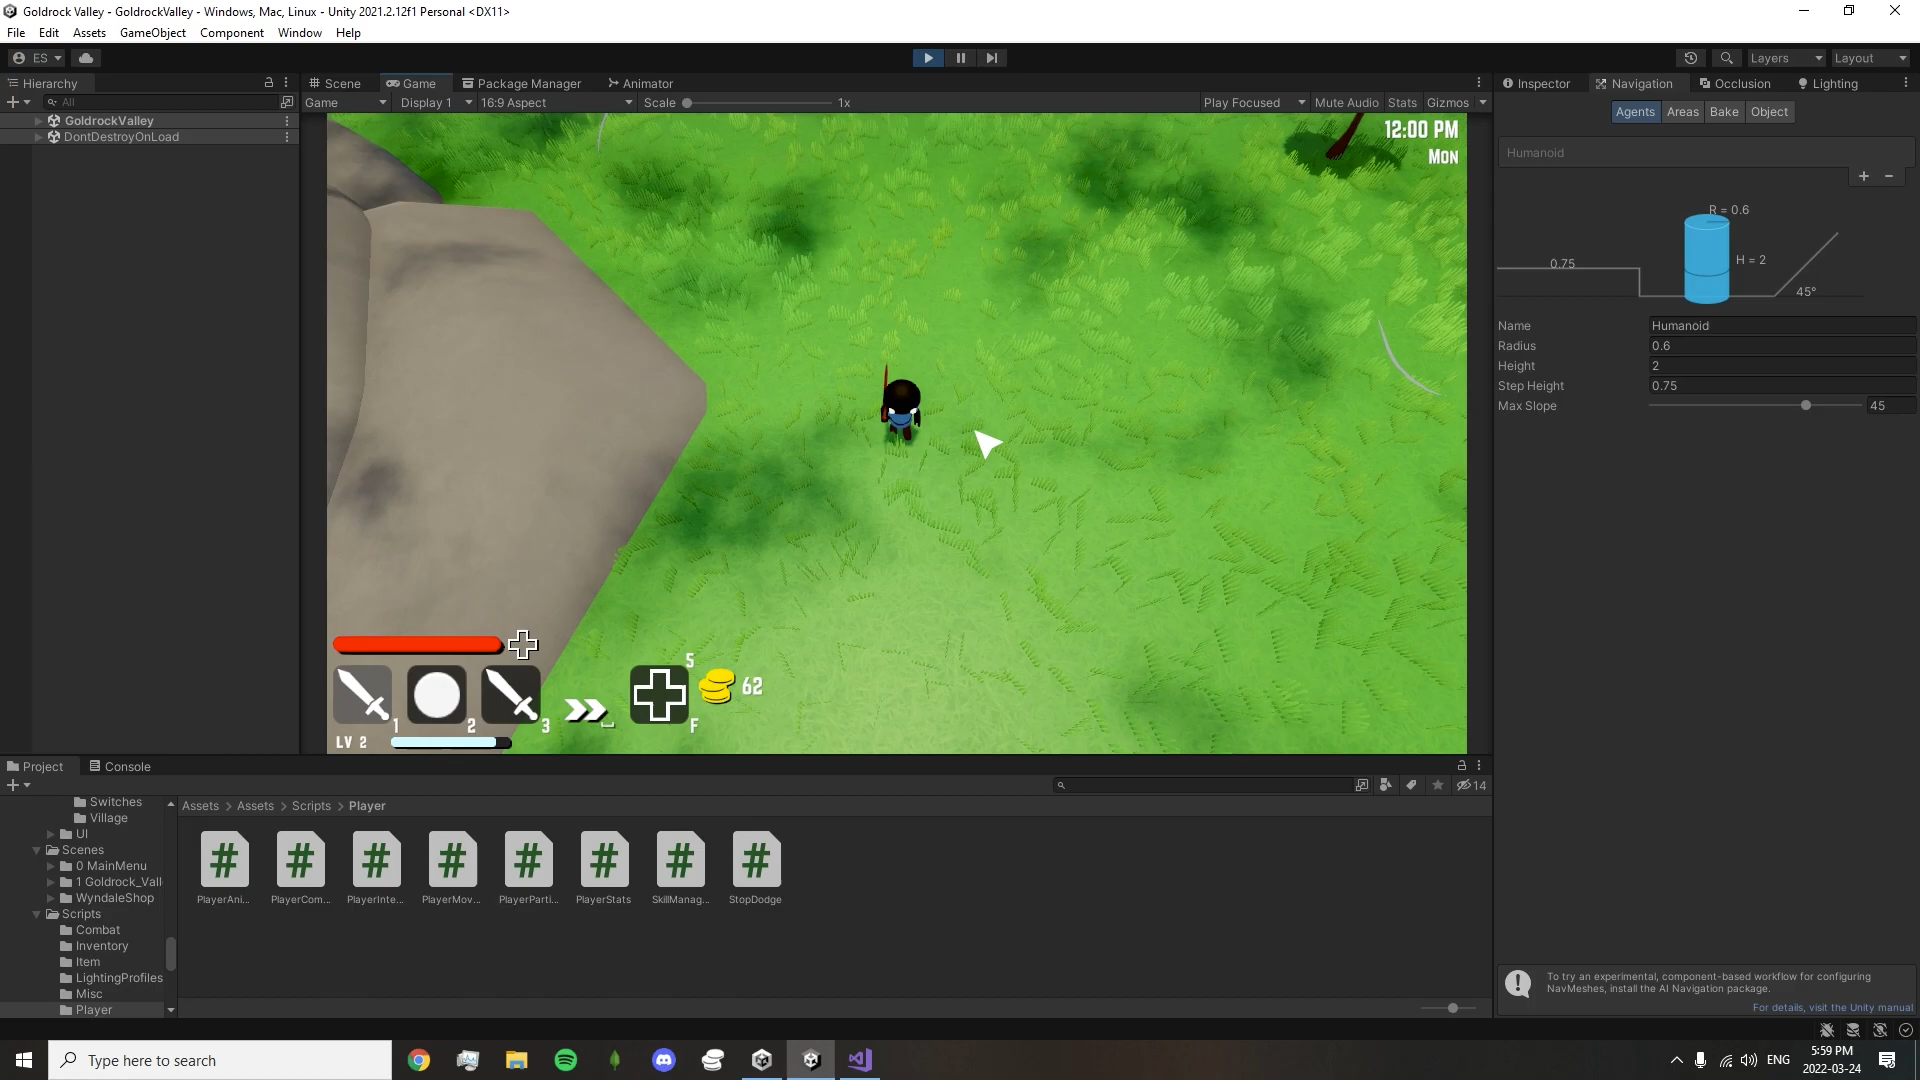 Goldrock Valley - GoldrockValley - Windows, Mac, Linux - Unity 2021.2.12f1 Personal <DX11>
File Edit Assets GameObject Component Window Help
ES Layers Layout
Hierarchy Scene Game Package Manager Animator Inspector Navigation Occlusion Lighting
All Game Display 1 16:9 Aspect Scale 1x Play Focused Mute Audio Stats Gizmos Agents Areas Bake Object
GoldrockValley
DontDestroyOnLoad
12:00 PM
Mon
Humanoid
R = 0.6
0.75
H = 2
45°
Name Humanoid
Radius 0.6
Height 2
Step Height 0.75
Max Slope 45
5
62
1 2 3 F
LV 2
Project Console
14
Switches
Village
UI
Scenes
0 MainMenu
1 Goldrock_Vall
WyndaleShop
Scripts
Combat
Inventory
Item
LightingProfiles
Misc
Player
Assets > Assets > Scripts > Player
PlayerAni... PlayerCom... PlayerInte... PlayerMov... PlayerParti... PlayerStats SkillManag... StopDodge
To try an experimental, component-based workflow for configuring
NavMeshes, install the AI Navigation package.
For details, visit the Unity manual
Type here to search
ENG
5:59 PM
2022-03-24